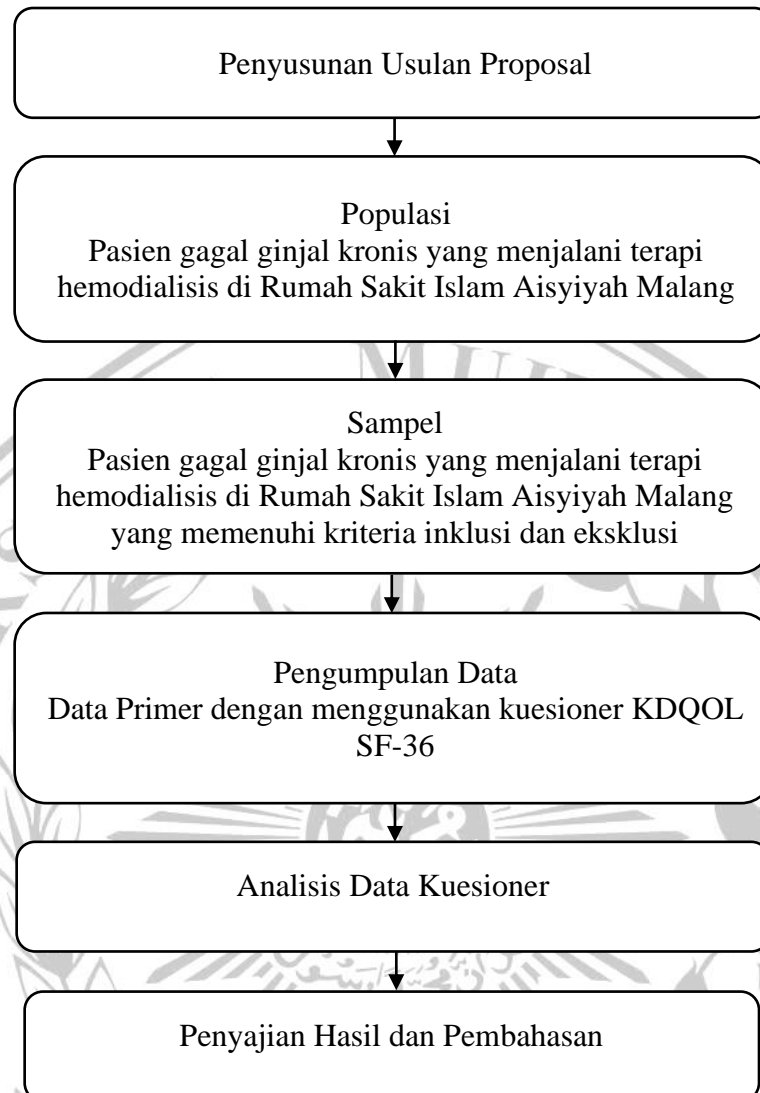 Penyusunan Usulan Proposal
Populasi
Pasien gagal ginjal kronis yang menjalani terapi
hemodialisis di Rumah Sakit Islam Aisyiyah Malang
Sampel
Pasien gagal ginjal kronis yang menjalani terapi
hemodialisis di Rumah Sakit Islam Aisyiyah Malang
yang memenuhi kriteria inklusi dan eksklusi
Pengumpulan Data
Data Primer dengan menggunakan kuesioner KDQOL
SF-36
Analisis Data Kuesioner
Penyajian Hasil dan Pembahasan